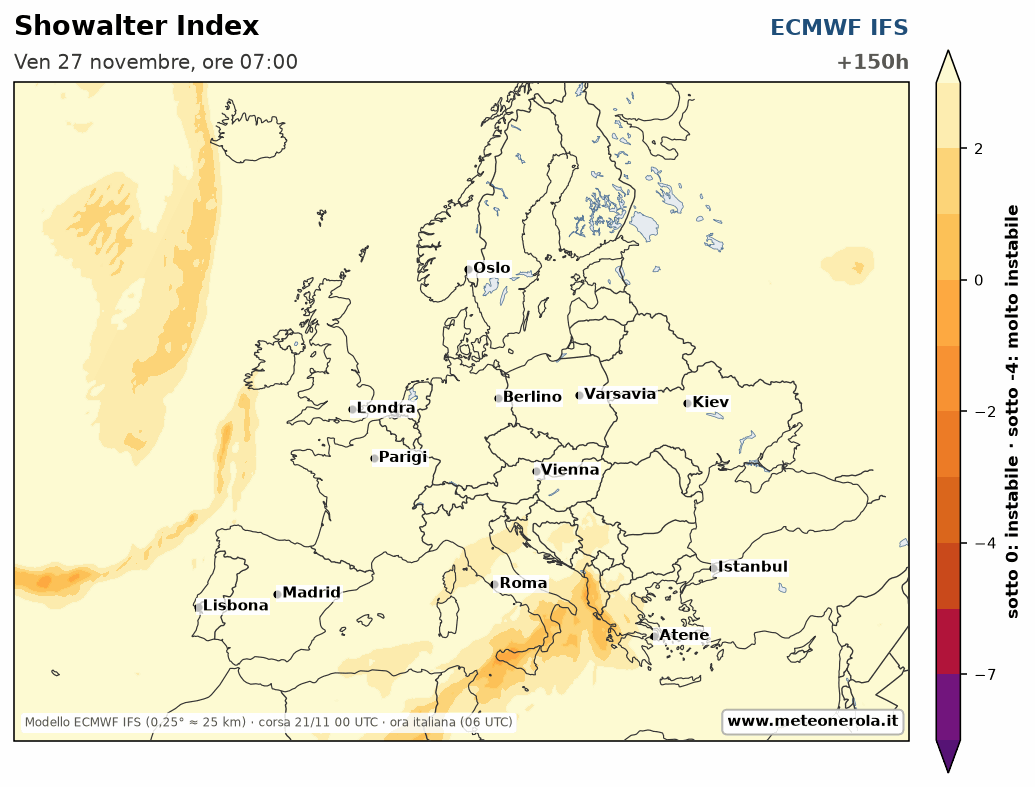 Showalter Index
ECMWF IFS
Ven 27 novembre, ore 07:00
+150h
Oslo
Londra
Berlino
Varsavia
Kiev
Parigi
Vienna
Istanbul
Roma
Madrid
Lisbona
Atene
Modello ECMWF IFS (0,25° ≈ 25 km) · corsa 21/11 00 UTC · ora italiana (06 UTC)
www.meteonerola.it
2
0
−2
−4
−7
sotto 0: instabile · sotto -4: molto instabile